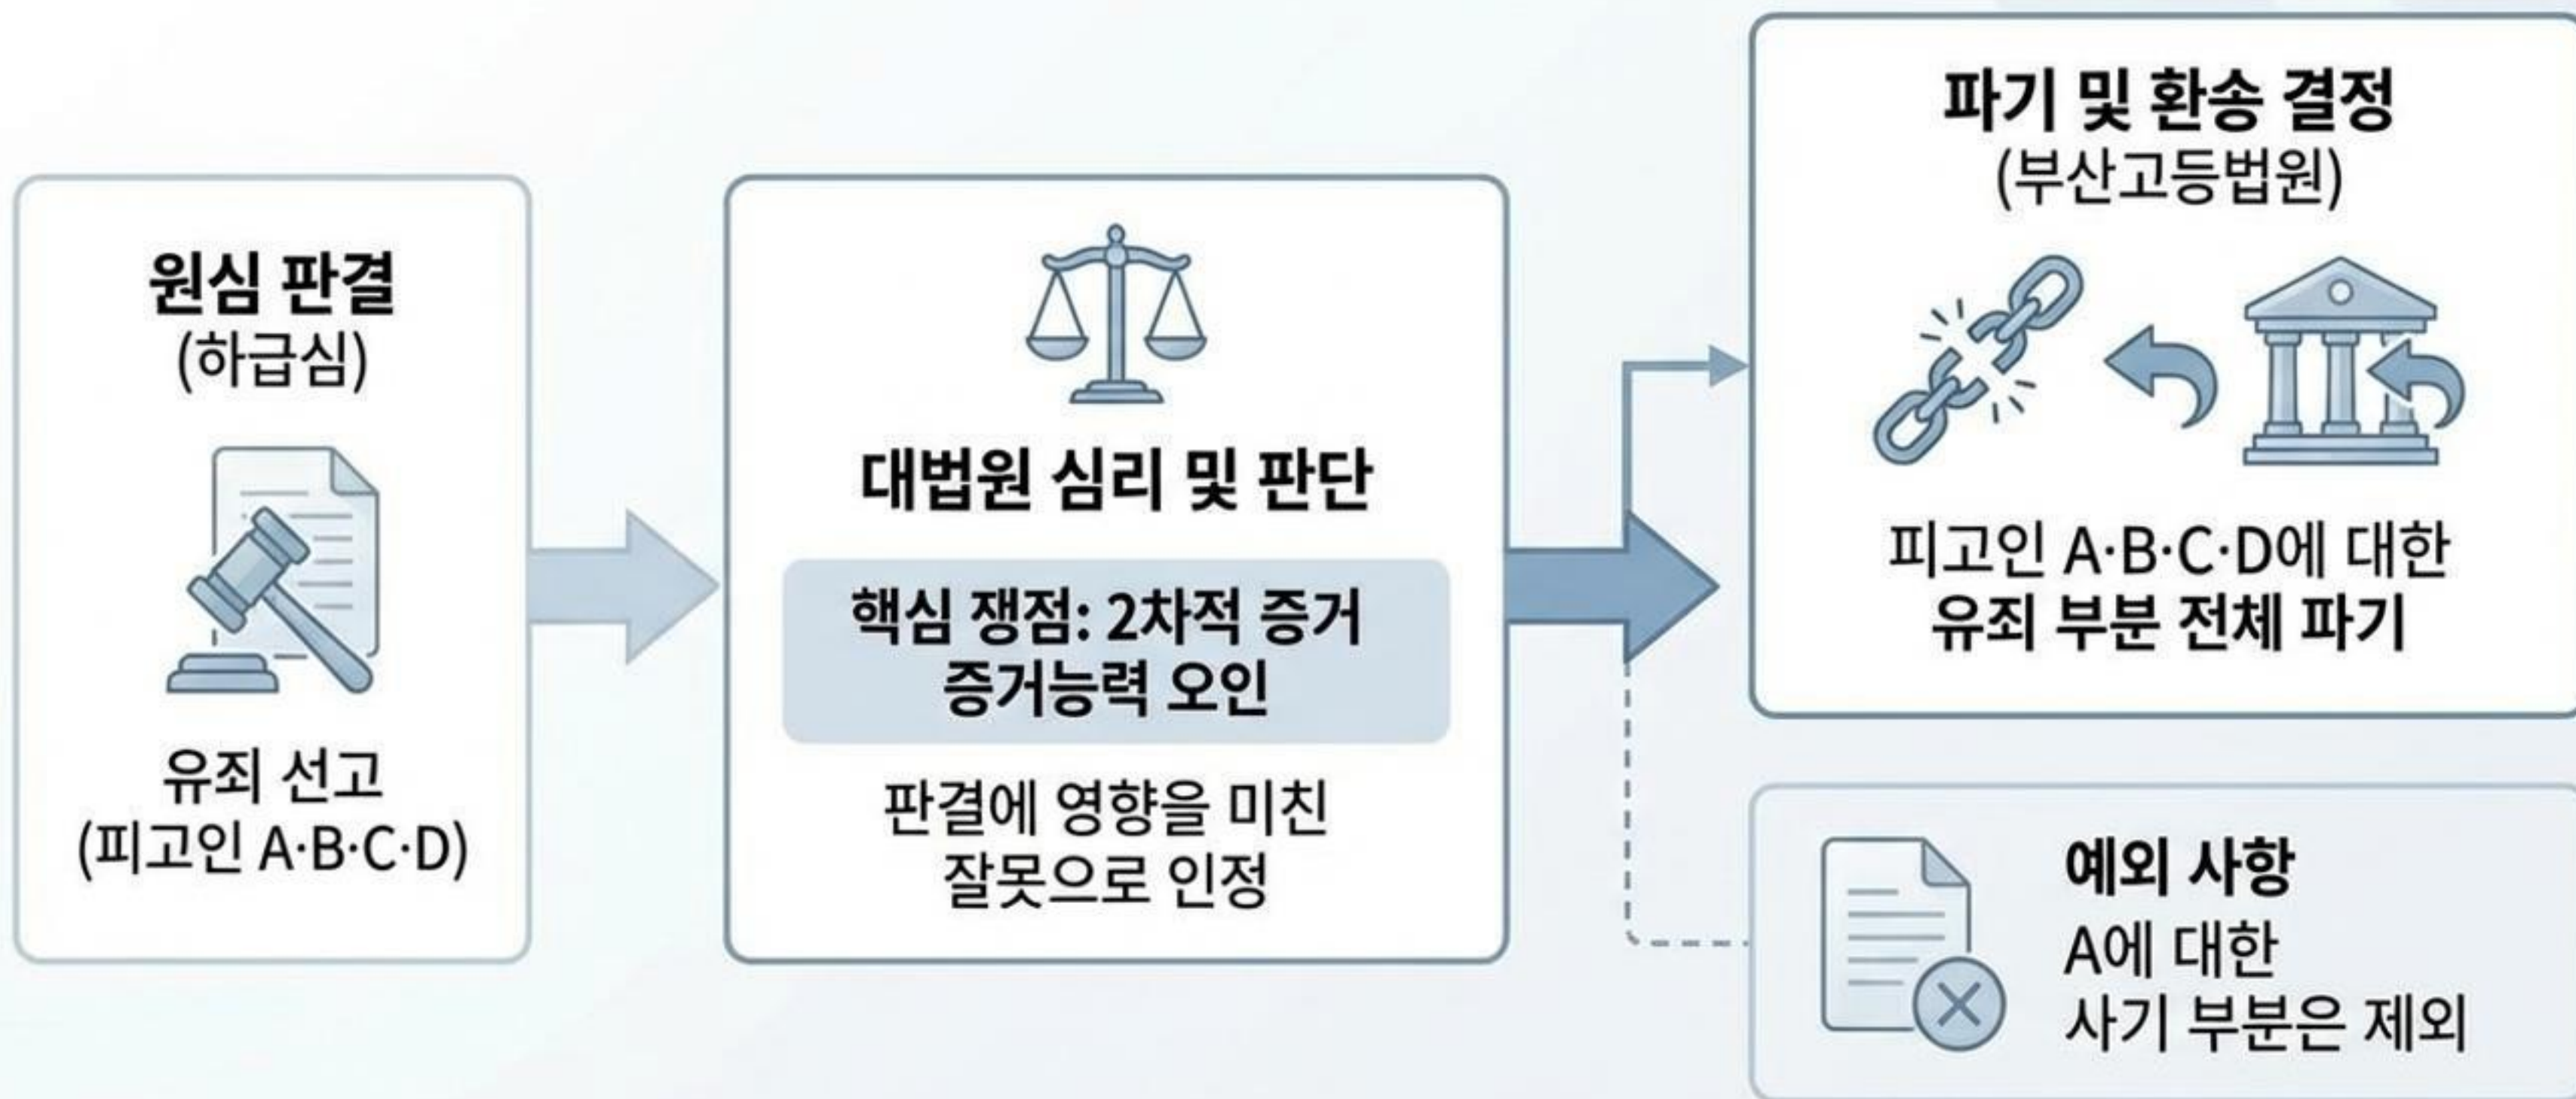 원심 판결
(하급심)
유죄 선고
(피고인 A·B·C·D)
대법원 심리 및 판단
핵심 쟁점: 2차적 증거
증거능력 오인
판결에 영향을 미친
잘못으로 인정
파기 및 환송 결정
(부산고등법원)
피고인 A·B·C·D에 대한
유죄 부분 전체 파기
예외 사항
A에 대한
사기 부분은 제외